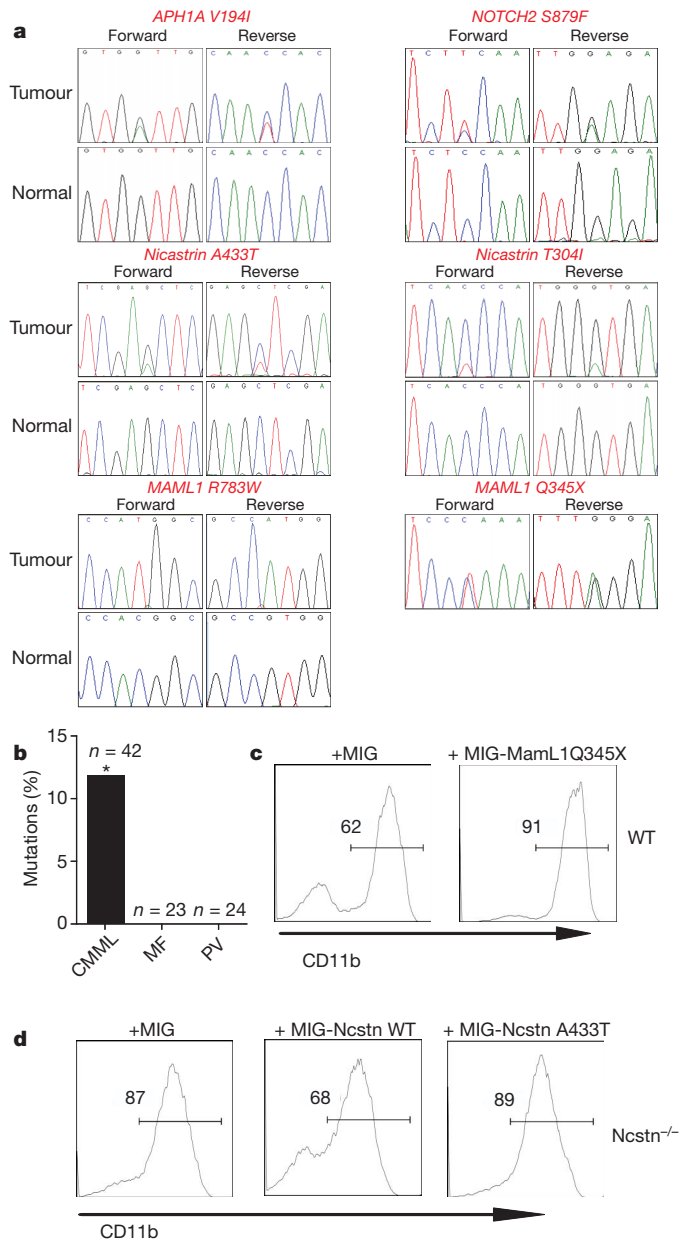 APH1A V194I
NOTCH2 S879F
a
Forward
Reverse
Forward
Reverse
Tumour
G T G G T T G
C A A C C A C
T C T T C A A
T T G G A G A
Normal
G T G G T T G
C A A C C A C
T C T C C A A
T T G G A G A
Nicastrin A433T
Nicastrin T304I
Forward
Reverse
Forward
Reverse
Tumour
T C G A G C T C
G A G C T C G A
T C A C C C A
T G G G T G A
Normal
T C G A G C T C
G A G C T C G A
T C A C C C A
T G G G T G A
MAML1 R783W
MAML1 Q345X
Forward
Reverse
Forward
Reverse
Tumour
C C A T G G C
G C C A T G G
T C C C A A A
T T T G G G A
Normal
C C A C G G C
G C C G T G G
b
Mutations (%)
15
10
5
0
n = 42
*
n = 23
n = 24
CMML
MF
PV
c
+MIG
+ MIG-MamL1Q345X
62
91
WT
CD11b
d
+MIG
+ MIG-Ncstn WT
+ MIG-Ncstn A433T
87
68
89
Ncstn–/–
CD11b